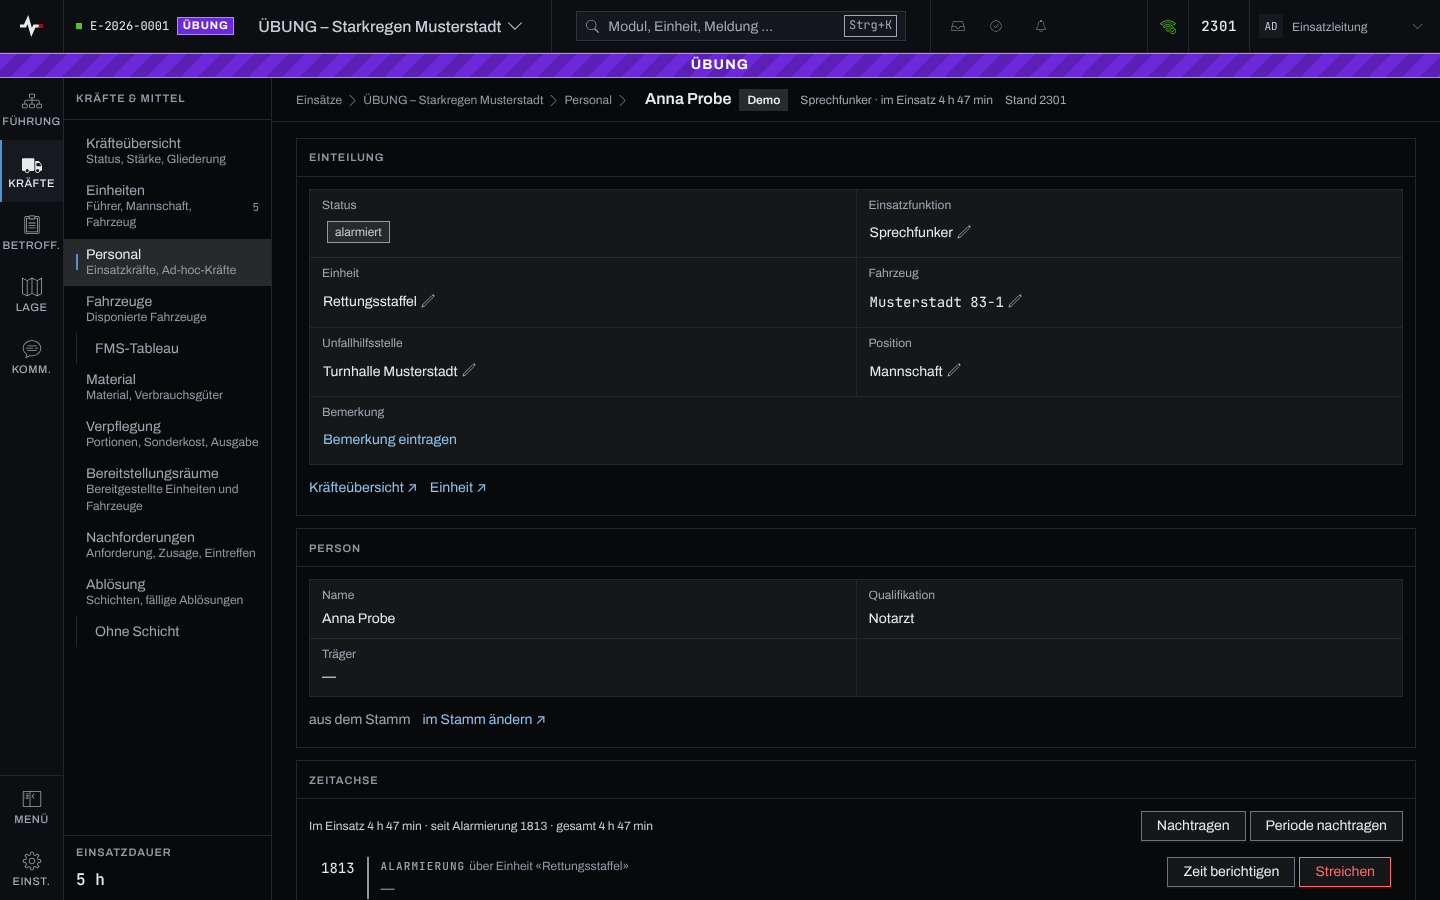 E-2026-0001 ÜBUNG ÜBUNG – Starkregen Musterstadt
Modul, Einheit, Meldung ... Strg+K
2301 AD Einsatzleitung
ÜBUNG
FÜHRUNG
KRÄFTE
BETROFF.
LAGE
KOMM.
MENÜ
EINST.
KRÄFTE & MITTEL
Kräfteübersicht
Status, Stärke, Gliederung
Einheiten
Führer, Mannschaft,
Fahrzeug
5
Personal
Einsatzkräfte, Ad-hoc-Kräfte
Fahrzeuge
Disponierte Fahrzeuge
FMS-Tableau
Material
Material, Verbrauchsgüter
Verpflegung
Portionen, Sonderkost, Ausgabe
Bereitstellungsräume
Bereitgestellte Einheiten und
Fahrzeuge
Nachforderungen
Anforderung, Zusage, Eintreffen
Ablösung
Schichten, fällige Ablösungen
Ohne Schicht
EINSATZDAUER
5 h
Einsätze ÜBUNG – Starkregen Musterstadt Personal Anna Probe Demo Sprechfunker · im Einsatz 4 h 47 min Stand 2301
EINTEILUNG
Status
alarmiert
Einsatzfunktion
Sprechfunker
Einheit
Rettungsstaffel
Fahrzeug
Musterstadt 83-1
Unfallhilfsstelle
Turnhalle Musterstadt
Position
Mannschaft
Bemerkung
Bemerkung eintragen
Kräfteübersicht ↗ Einheit ↗
PERSON
Name
Anna Probe
Qualifikation
Notarzt
Träger
—
aus dem Stamm im Stamm ändern ↗
ZEITACHSE
Im Einsatz 4 h 47 min · seit Alarmierung 1813 · gesamt 4 h 47 min
Nachtragen Periode nachtragen
1813 ALARMIERUNG über Einheit «Rettungsstaffel»
—
Zeit berichtigen Streichen